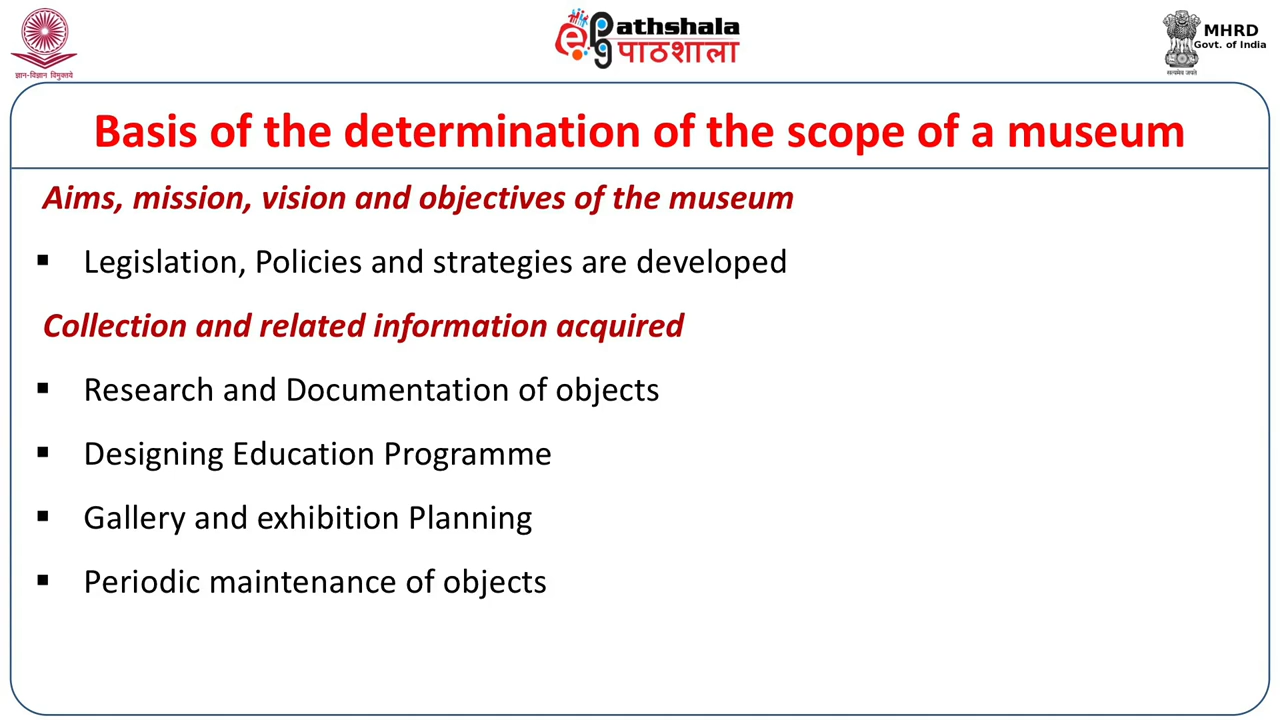 ज्ञान-विज्ञान विमुक्तये
ePG Pathshala
पाठशाला
सत्यमेव जयते
MHRD
Govt. of India
Basis of the determination of the scope of a museum
Aims, mission, vision and objectives of the museum
▪ Legislation, Policies and strategies are developed
Collection and related information acquired
▪ Research and Documentation of objects
▪ Designing Education Programme
▪ Gallery and exhibition Planning
▪ Periodic maintenance of objects